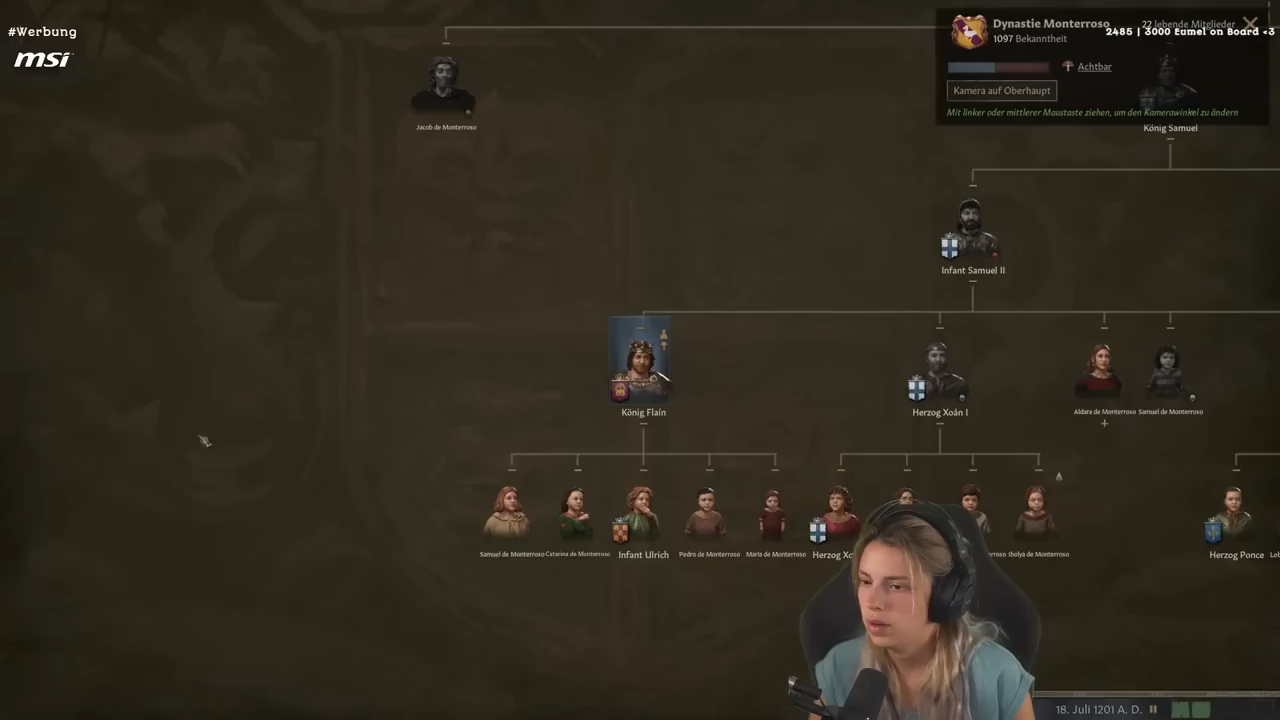 #Werbung
msi
Dynastie Monterroso
22 lebende Mitglieder
2485 | 3000 Eumel on Board <3
1097 Bekanntheit
Achtbar
Kamera auf Oberhaupt
Mit linker oder mittlerer Maustaste ziehen, um den Kamerawinkel zu ändern
Jacob de Monterroso
König Samuel
Infant Samuel II
König Flaín
Herzog Xoán I
Aldara de Monterroso
Samuel de Monterroso
Samuel de Monterroso
Catarina de Monterroso
Infant Ulrich
Pedro de Monterroso
Maria de Monterroso
Herzog
Ibolya de Monterroso
Herzog Ponce
18. Juli 1201 A. D.